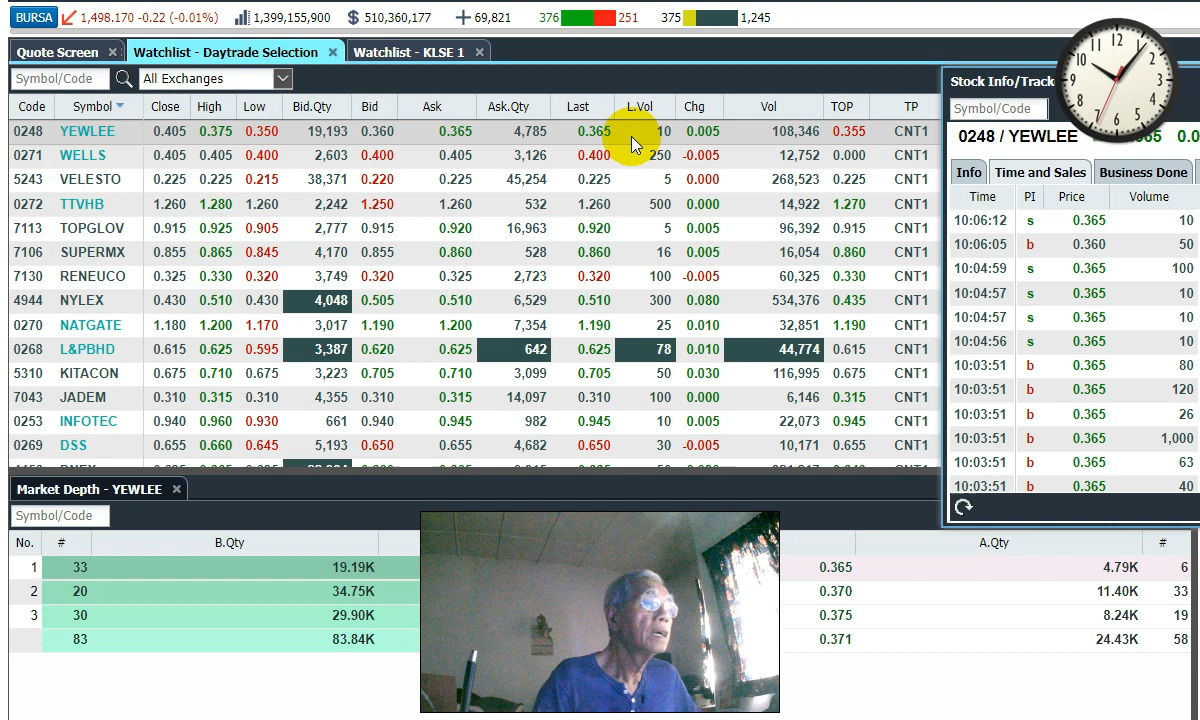 BURSA 1,498.170 -0.22 (-0.01%) 1,399,155,900 $ 510,360,177 69,821 376 251 375 1,245
Quote Screen × Watchlist - Daytrade Selection × Watchlist - KLSE 1 ×
Symbol/Code All Exchanges
Code Symbol Close High Low Bid.Qty Bid Ask Ask.Qty Last L.Vol Chg Vol TOP TP
0248 YEWLEE 0.405 0.375 0.350 19,193 0.360 0.365 4,785 0.365 10 0.005 108,346 0.355 CNT1
0271 WELLS 0.405 0.405 0.400 2,603 0.400 0.405 3,126 0.400 250 -0.005 12,752 0.000 CNT1
5243 VELESTO 0.225 0.225 0.215 38,371 0.220 0.225 45,254 0.225 5 0.000 268,523 0.225 CNT1
0272 TTVHB 1.260 1.280 1.260 2,242 1.250 1.260 532 1.260 500 0.000 14,922 1.270 CNT1
7113 TOPGLOV 0.915 0.925 0.905 2,777 0.915 0.920 16,963 0.920 5 0.005 96,392 0.915 CNT1
7106 SUPERMX 0.855 0.865 0.845 4,170 0.855 0.860 528 0.860 16 0.005 16,054 0.860 CNT1
7130 RENEUCO 0.325 0.330 0.320 3,749 0.320 0.325 2,723 0.320 100 -0.005 60,325 0.330 CNT1
4944 NYLEX 0.430 0.510 0.430 4,048 0.505 0.510 6,529 0.510 300 0.080 534,376 0.435 CNT1
0270 NATGATE 1.180 1.200 1.170 3,017 1.190 1.200 7,354 1.190 25 0.010 32,851 1.190 CNT1
0268 L&PBHD 0.615 0.625 0.595 3,387 0.620 0.625 642 0.625 78 0.010 44,774 0.615 CNT1
5310 KITACON 0.675 0.710 0.675 3,223 0.705 0.710 3,099 0.705 50 0.030 116,995 0.675 CNT1
7043 JADEM 0.310 0.315 0.310 4,355 0.310 0.315 14,097 0.310 100 0.000 6,146 0.315 CNT1
0253 INFOTEC 0.940 0.960 0.930 661 0.940 0.945 982 0.945 10 0.005 22,073 0.945 CNT1
0269 DSS 0.655 0.660 0.645 5,193 0.650 0.655 4,682 0.650 30 -0.005 10,171 0.655 CNT1
Stock Info/Track
12 1 2 3 4 5 6 7 8 9 10 11
Symbol/Code
0248 / YEWLEE 0.0
Info Time and Sales Business Done
Time PI Price Volume
10:06:12 s 0.365 10
10:06:05 b 0.360 50
10:04:59 s 0.365 100
10:04:57 s 0.365 10
10:04:57 s 0.365 10
10:04:56 s 0.365 10
10:03:51 b 0.365 80
10:03:51 b 0.365 120
10:03:51 b 0.365 26
10:03:51 b 0.365 1,000
10:03:51 b 0.365 63
10:03:51 b 0.365 40
Market Depth - YEWLEE ×
Symbol/Code
No. # B.Qty A.Qty #
1 33 19.19K 0.365 4.79K 6
2 20 34.75K 0.370 11.40K 33
3 30 29.90K 0.375 8.24K 19
83 83.84K 0.371 24.43K 58